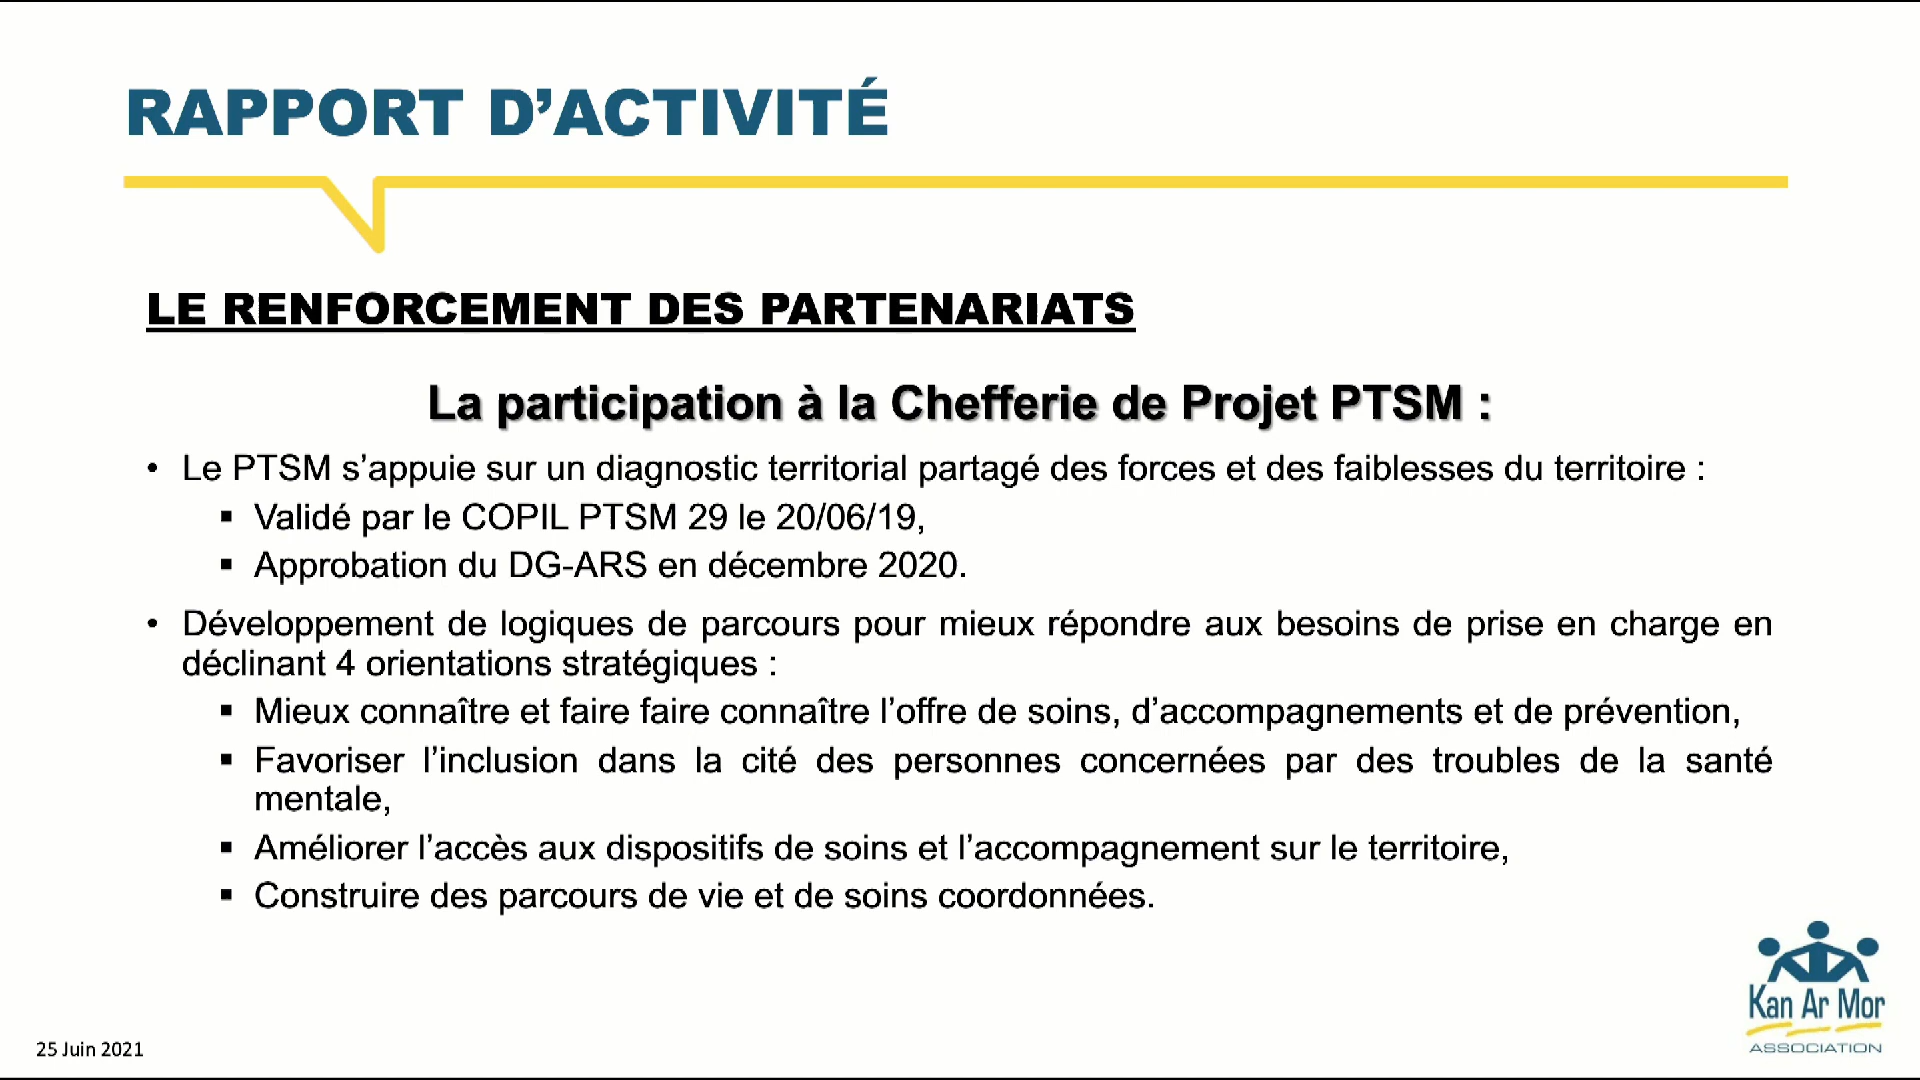 RAPPORT D’ACTIVITÉ
LE RENFORCEMENT DES PARTENARIATS
La participation à la Chefferie de Projet PTSM :
• Le PTSM s’appuie sur un diagnostic territorial partagé des forces et des faiblesses du territoire :
▪ Validé par le COPIL PTSM 29 le 20/06/19,
▪ Approbation du DG-ARS en décembre 2020.
• Développement de logiques de parcours pour mieux répondre aux besoins de prise en charge en
déclinant 4 orientations stratégiques :
▪ Mieux connaître et faire faire connaître l’offre de soins, d’accompagnements et de prévention,
▪ Favoriser l’inclusion dans la cité des personnes concernées par des troubles de la santé
mentale,
▪ Améliorer l’accès aux dispositifs de soins et l’accompagnement sur le territoire,
▪ Construire des parcours de vie et de soins coordonnées.
Kan Ar Mor
ASSOCIATION
25 Juin 2021